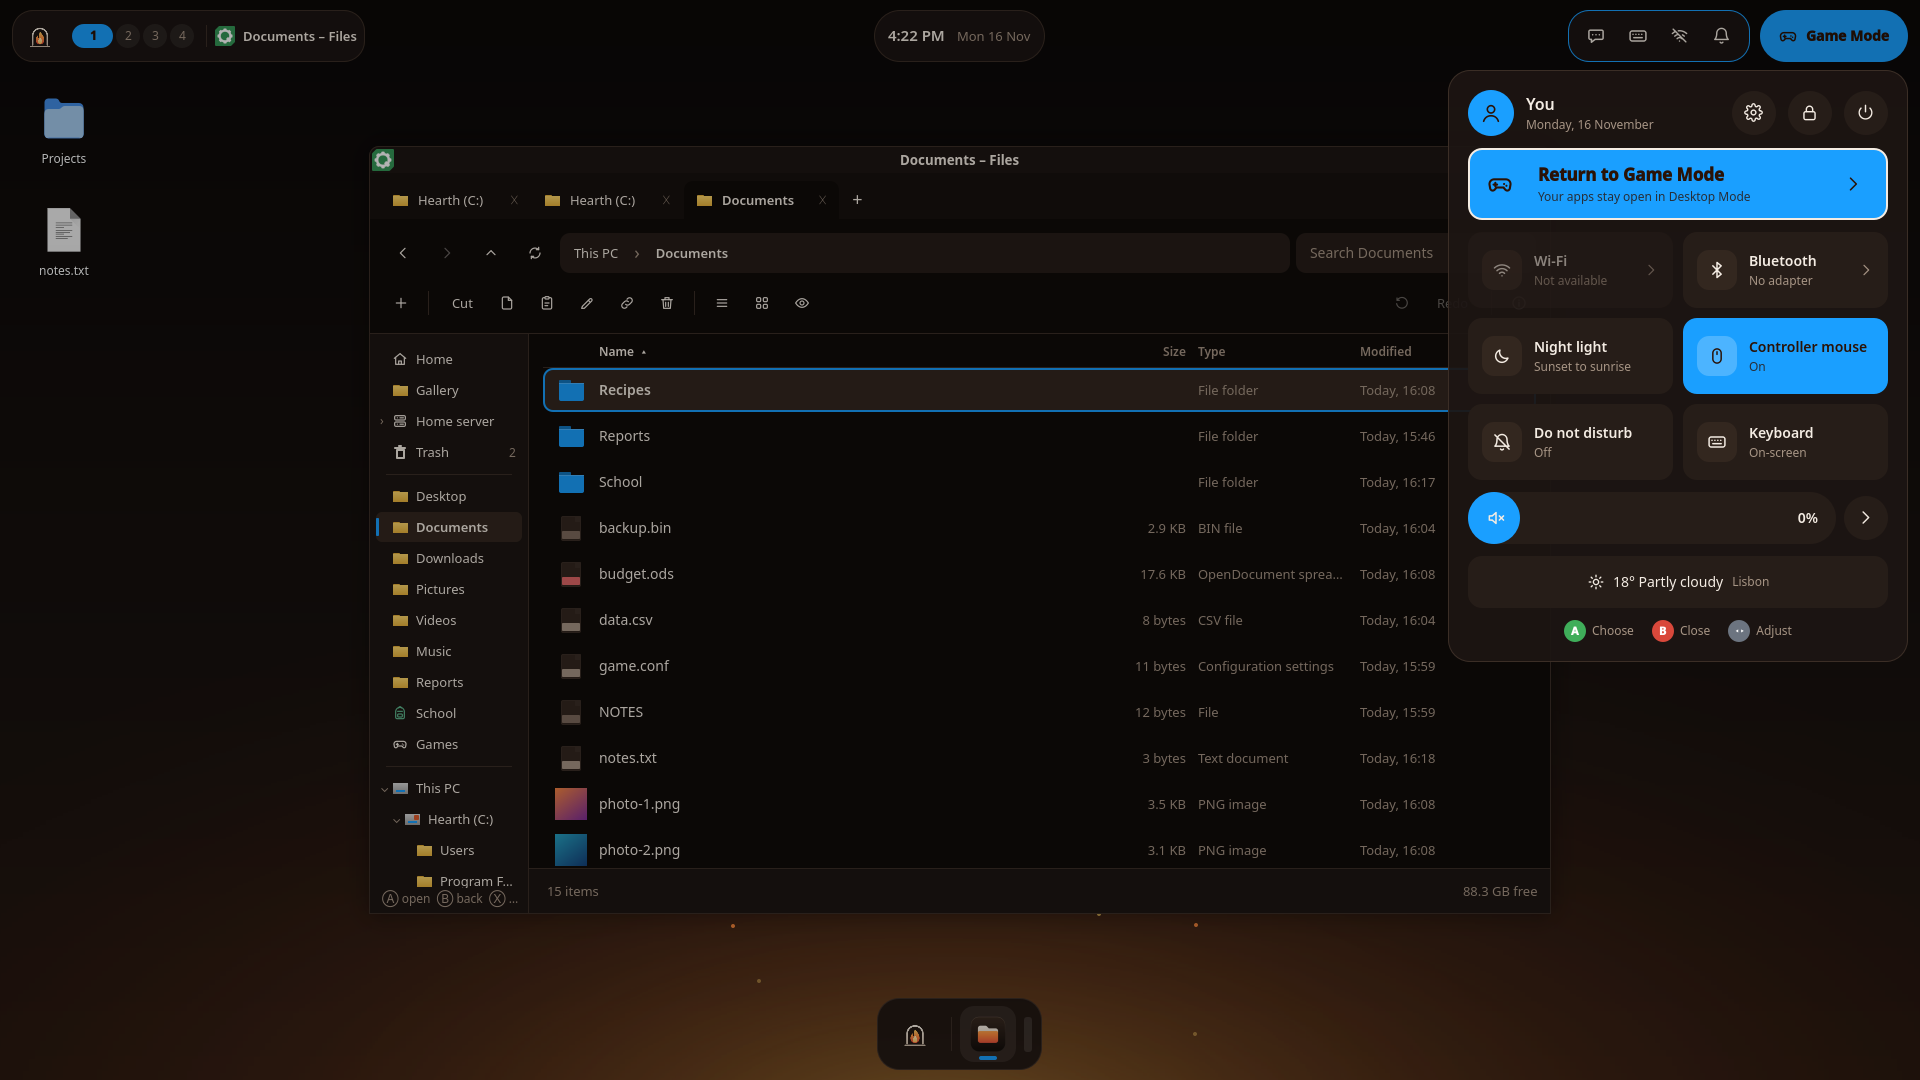 1 2 3 4 Documents – Files
4:22 PM Mon 16 Nov
Game Mode
Projects
notes.txt
Documents – Files
Hearth (C:) X Hearth (C:) X Documents X +
This PC › Documents
Search Documents
Cut
Home
Gallery
Home server
Trash 2
Desktop
Documents
Downloads
Pictures
Videos
Music
Reports
School
Games
This PC
Hearth (C:)
Users
Program F...
A open B back X ...
Name Size Type Modified
Recipes File folder Today, 16:08
Reports File folder Today, 15:46
School File folder Today, 16:17
backup.bin 2.9 KB BIN file Today, 16:04
budget.ods 17.6 KB OpenDocument sprea... Today, 16:08
data.csv 8 bytes CSV file Today, 16:04
game.conf 11 bytes Configuration settings Today, 15:59
NOTES 12 bytes File Today, 15:59
notes.txt 3 bytes Text document Today, 16:18
photo-1.png 3.5 KB PNG image Today, 16:08
photo-2.png 3.1 KB PNG image Today, 16:08
15 items 88.3 GB free
You
Monday, 16 November
Return to Game Mode
Your apps stay open in Desktop Mode
Wi-Fi
Not available
Bluetooth
No adapter
Night light
Sunset to sunrise
Controller mouse
On
Do not disturb
Off
Keyboard
On-screen
0%
18° Partly cloudy Lisbon
A Choose B Close Adjust